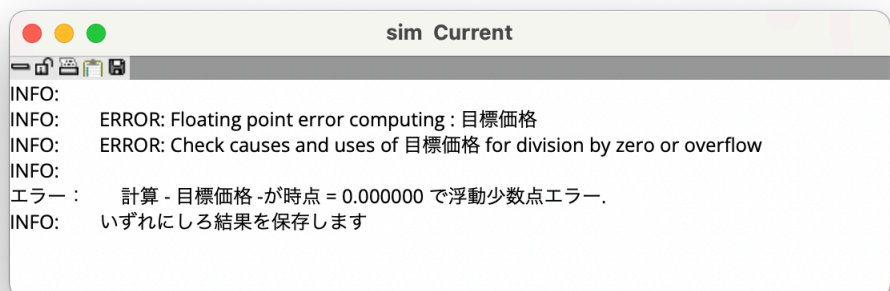 sim Current
INFO:
INFO: ERROR: Floating point error computing : 目標価格
INFO: ERROR: Check causes and uses of 目標価格 for division by zero or overflow
INFO:
エラー： 計算 - 目標価格 -が時点 = 0.000000 で浮動少数点エラー.
INFO: いずれにしろ結果を保存します